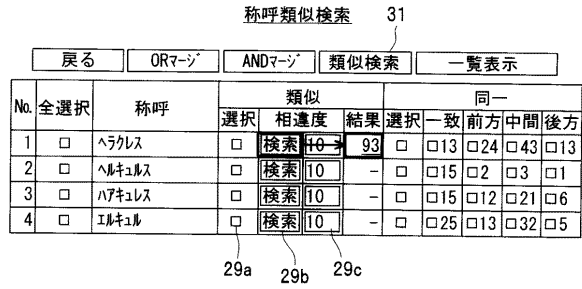 称呼類似検索 31
戻る ORﾏｰｼﾞ ANDﾏｰｼﾞ 類似検索 一覧表示
No. 全選択 称呼 類似 同一
選択 相違度 結果 選択 一致 前方 中間 後方
1 □ ﾍﾗｸﾚｽ □ 検索 10 93 □ □13 □24 □43 □13
2 □ ﾍﾙｷｭﾙｽ □ 検索 10 - □ □15 □2 □3 □1
3 □ ﾊｱｷｭﾚｽ □ 検索 10 - □ □15 □12 □21 □6
4 □ ｴﾙｷｭﾙ □ 検索 10 - □ □25 □13 □32 □5
29a 29b 29c